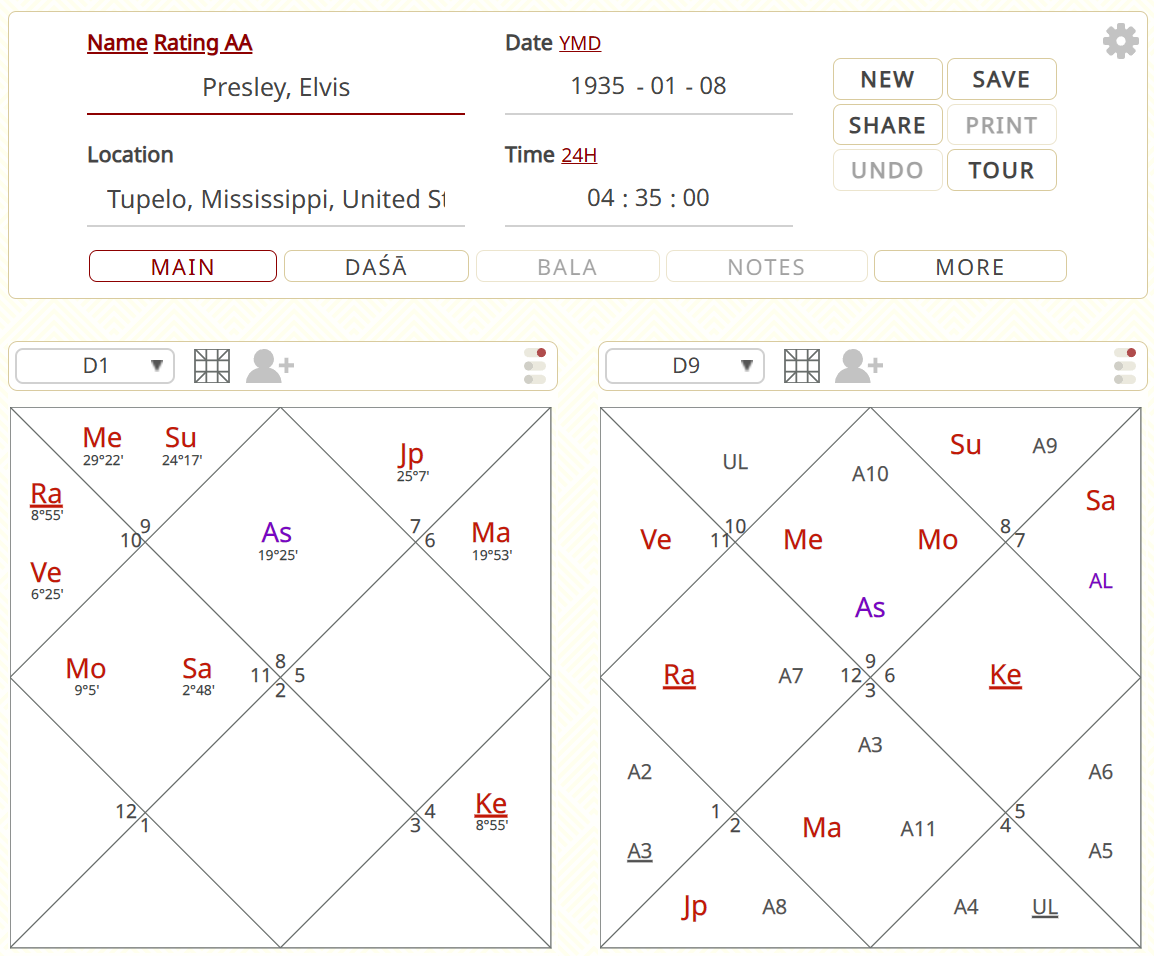 Name Rating AA
Date YMD
Presley, Elvis
1935 - 01 - 08
NEW
SAVE
SHARE
PRINT
UNDO
TOUR
Location
Time 24H
Tupelo, Mississippi, United St
04 : 35 : 00
MAIN
DAŚĀ
BALA
NOTES
MORE
D1
Me
29°22'
Su
24°17'
Jp
25°7'
Ra
8°55'
9
10
As
19°25'
7
6
Ma
19°53'
Ve
6°25'
Mo
9°5'
Sa
2°48'
8
11
5
2
12
1
4
3
Ke
8°55'
D9
UL
A10
Su
A9
Sa
Ve
10
11
Me
Mo
8
7
AL
As
Ra
A7
9
12
6
3
Ke
A3
A2
A6
1
2
Ma
A11
5
4
A3
A5
Jp
A8
A4
UL